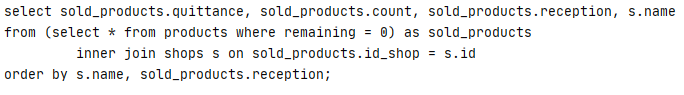 select sold_products.quittance, sold_products.count, sold_products.reception, s.name
from (select * from products where remaining = 0) as sold_products
         inner join shops s on sold_products.id_shop = s.id
order by s.name, sold_products.reception;